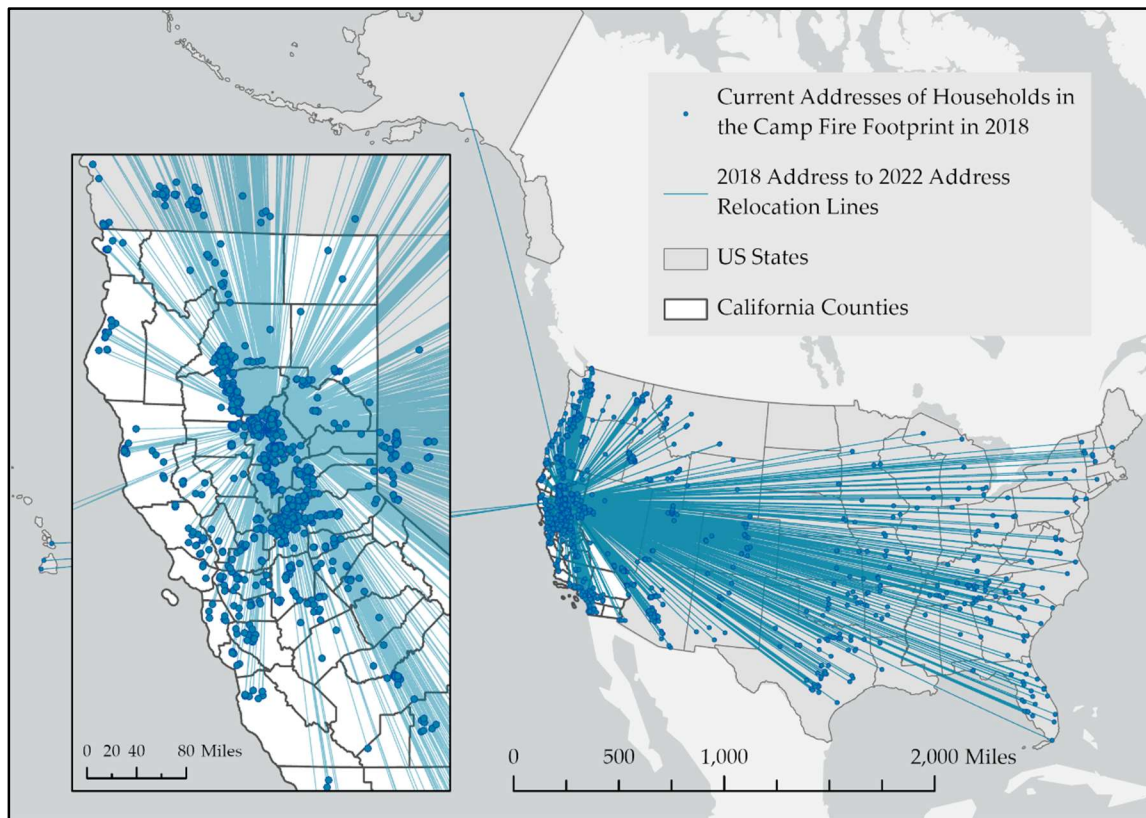 Current Addresses of Households in
the Camp Fire Footprint in 2018
2018 Address to 2022 Address
Relocation Lines
US States
California Counties
0 20 40 80 Miles
0 500 1,000 2,000 Miles